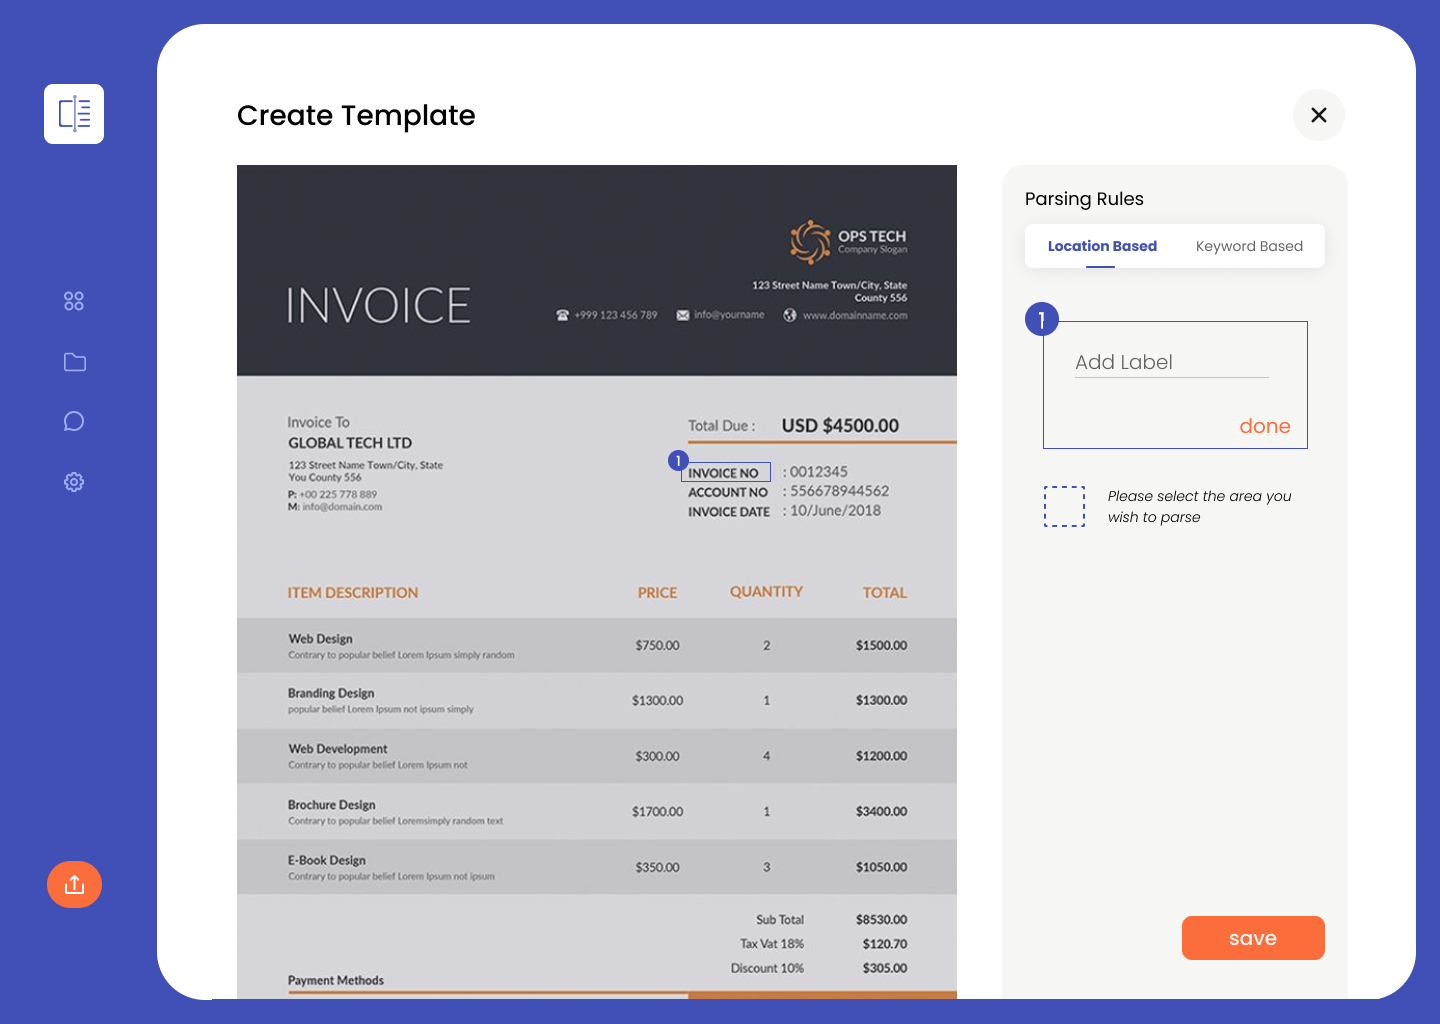 Create Template
OPS TECH
Company Slogan
123 Street Name Town/City, State
County 556
INVOICE
+999 123 456 789
info@yourname
www.domainname.com
Invoice To
GLOBAL TECH LTD
123 Street Name Town/City, State
You County 556
P: +00 225 778 889
M: info@domain.com
Total Due :
USD $4500.00
1
INVOICE NO : 0012345
ACCOUNT NO : 556678944562
INVOICE DATE : 10/June/2018
ITEM DESCRIPTION PRICE QUANTITY TOTAL
Web Design $750.00 2 $1500.00
Contrary to popular belief Lorem Ipsum simply random
Branding Design $1300.00 1 $1300.00
popular belief Lorem Ipsum not ipsum simply
Web Development $300.00 4 $1200.00
Contrary to popular belief Lorem Ipsum not
Brochure Design $1700.00 1 $3400.00
Contrary to popular belief Loremsimply random text
E-Book Design $350.00 3 $1050.00
Contrary to popular belief Lorem Ipsum not ipsum
Sub Total $8530.00
Tax Vat 18% $120.70
Discount 10% $305.00
Payment Methods
Parsing Rules
Location Based Keyword Based
1
Add Label
done
Please select the area you
wish to parse
save